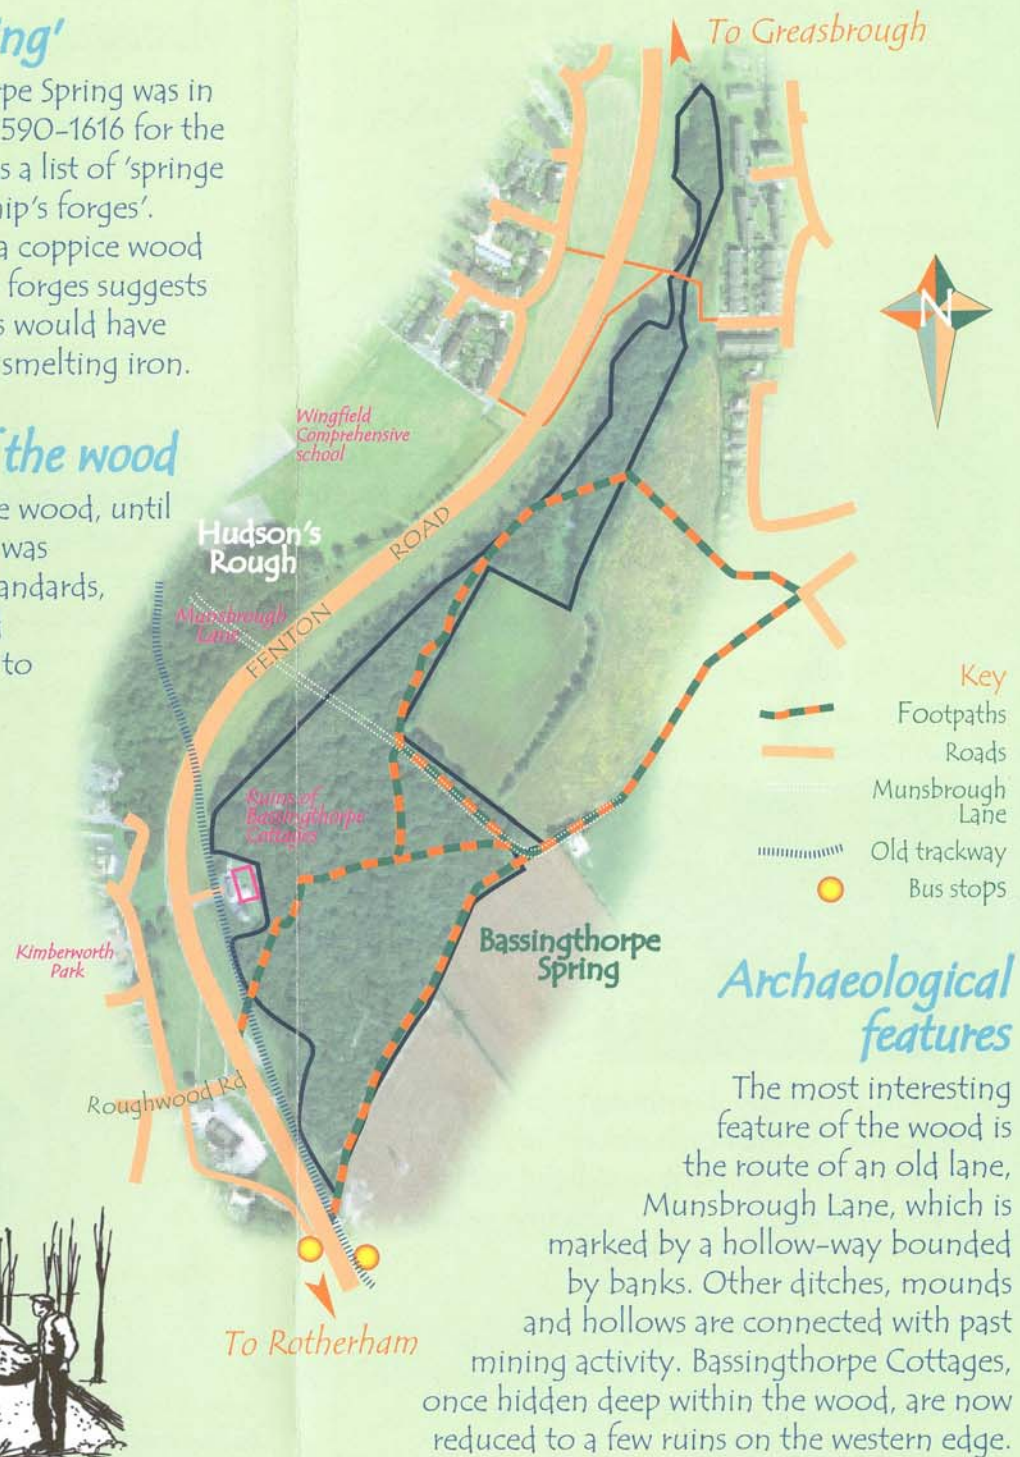 ng'
pe Spring was in
590-1616 for the
s a list of 'springe
ip's forges'.
a coppice wood
forges suggests
s would have
smelting iron.
the wood
e wood, until
was
andards,
to
To Greasbrough
N
Wingfield
Comprehensive
school
Hudson's
Rough
Munsbrough
Lane
FENTON ROAD
Ruins of
Bassingthorpe
Cottages
Kimberworth
Park
Bassingthorpe
Spring
Roughwood Rd
To Rotherham
Key
Footpaths
Roads
Munsbrough
Lane
Old trackway
Bus stops
Archaeological
features
The most interesting
feature of the wood is
the route of an old lane,
Munsbrough Lane, which is
marked by a hollow-way bounded
by banks. Other ditches, mounds
and hollows are connected with past
mining activity. Bassingthorpe Cottages,
once hidden deep within the wood, are now
reduced to a few ruins on the western edge.